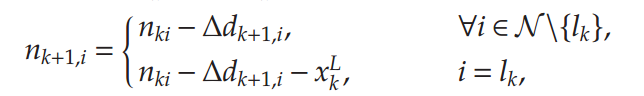 n_{k+1,i} = { n_{ki} − Δd_{k+1,i}, ∀i ∈ 𝒩\{l_k},
n_{ki} − Δd_{k+1,i} − x_k^L, i = l_k,